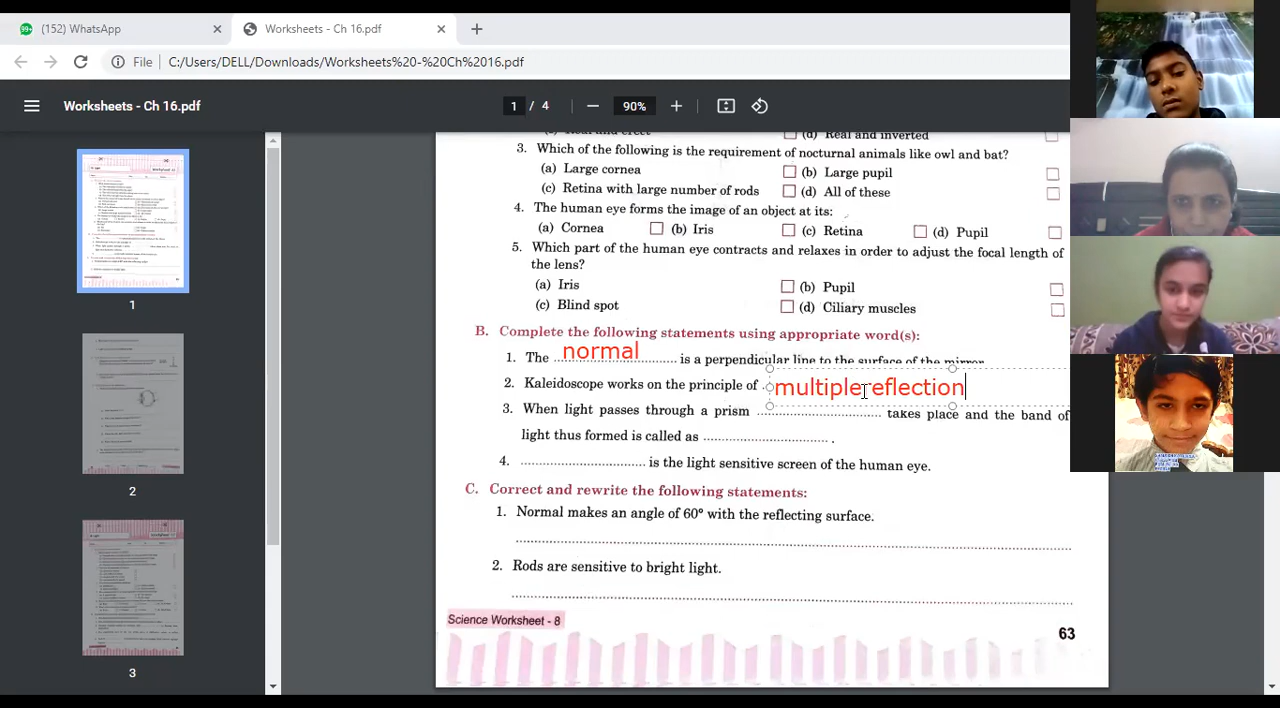 (152) WhatsApp
Worksheets - Ch 16.pdf
File C:/Users/DELL/Downloads/Worksheets%20-%20Ch%2016.pdf
Worksheets - Ch 16.pdf
1 / 4
90%
(d) Real and inverted
3. Which of the following is the requirement of nocturnal animals like owl and bat?
(a) Large cornea (b) Large pupil
(c) Retina with large number of rods (d) All of these
4. The human eye forms the image of an object at its:
(a) Cornea (b) Iris (c) Retina (d) Pupil
5. Which part of the human eye contracts and relaxes in order to adjust the focal length of
the lens?
(a) Iris (b) Pupil
(c) Blind spot (d) Ciliary muscles
B. Complete the following statements using appropriate word(s):
1. The normal is a perpendicular line to the surface of the mirror.
2. Kaleidoscope works on the principle of multiple reflection
3. When light passes through a prism ............ takes place and the band of
light thus formed is called as ............ .
4. ............ is the light sensitive screen of the human eye.
C. Correct and rewrite the following statements:
1. Normal makes an angle of 60° with the reflecting surface.
2. Rods are sensitive to bright light.
Science Worksheet - 8
63
1
2
3